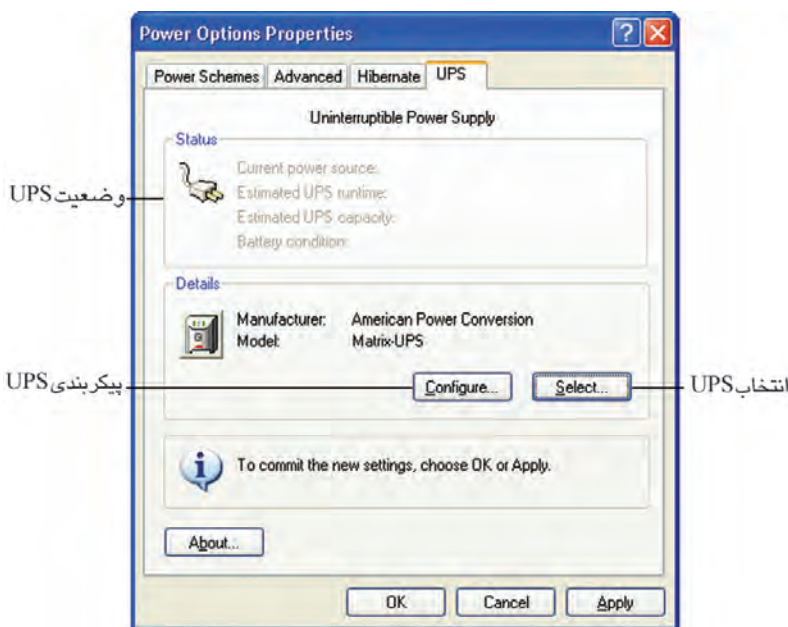 Power Options Properties
Power Schemes Advanced Hibernate UPS
Uninterruptible Power Supply
Status
Current power source:
Estimated UPS runtime:
Estimated UPS capacity:
Battery condition:
وضعیت UPS
Details
Manufacturer: American Power Conversion
Model: Matrix-UPS
Configure... Select...
پیکربندی UPS
انتخاب UPS
To commit the new settings, choose OK or Apply.
About...
OK Cancel Apply